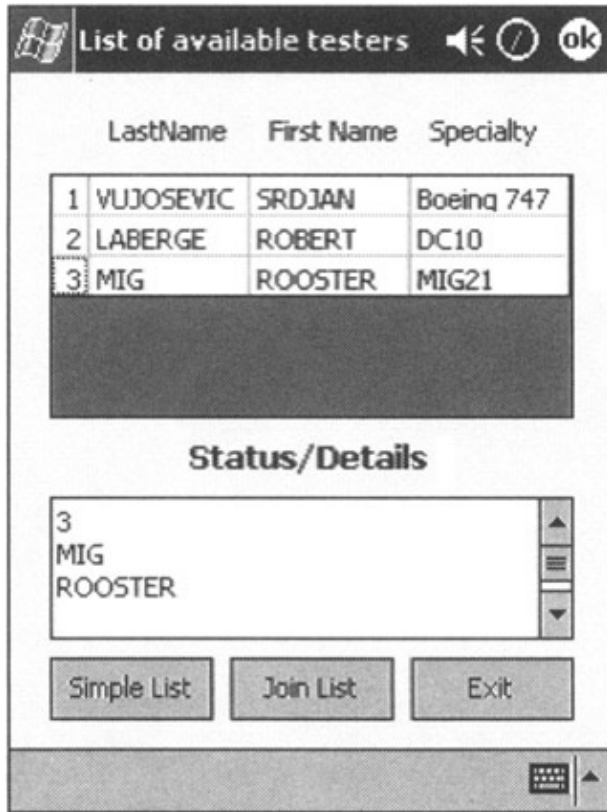 List of available testers ok
LastName First Name Specialty
1 VUJOSEVIC SRDJAN Boeing 747
2 LABERGE ROBERT DC10
3 MIG ROOSTER MIG21
Status/Details
3
MIG
ROOSTER
Simple List Join List Exit